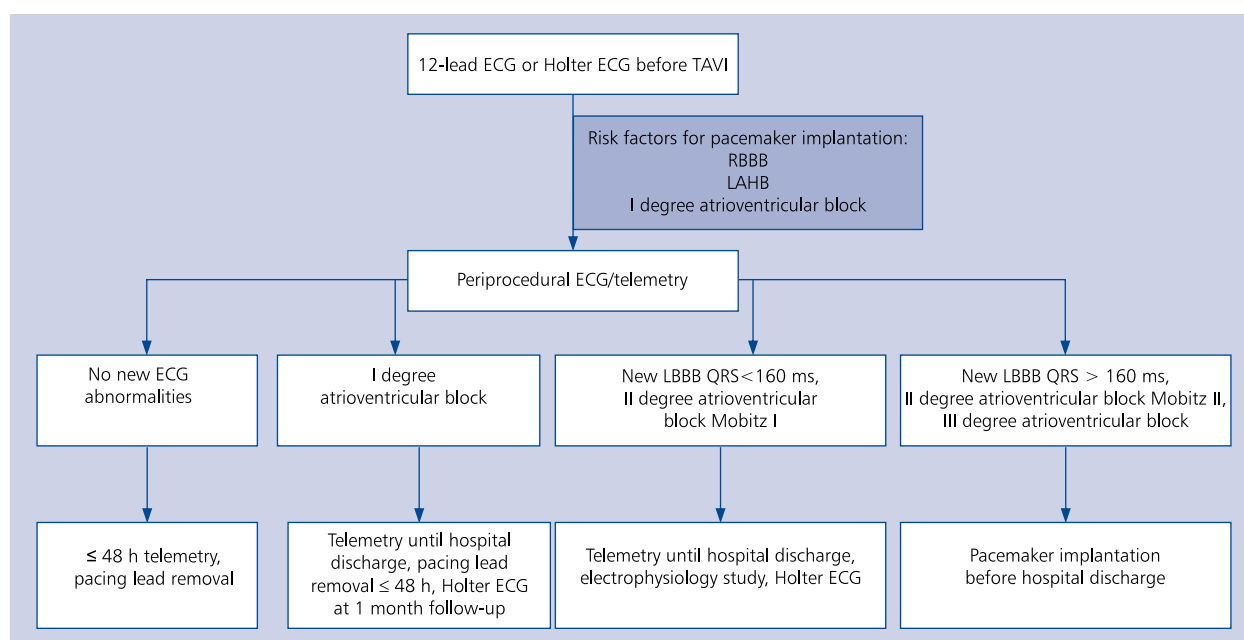 12-lead ECG or Holter ECG before TAVI
Risk factors for pacemaker implantation:
RBBB
LAHB
I degree atrioventricular block
Periprocedural ECG/telemetry
No new ECG
abnormalities
I degree
atrioventricular block
New LBBB QRS<160 ms,
II degree atrioventricular
block Mobitz I
New LBBB QRS > 160 ms,
II degree atrioventricular block Mobitz II,
III degree atrioventricular block
≤ 48 h telemetry,
pacing lead removal
Telemetry until hospital
discharge, pacing lead
removal ≤ 48 h, Holter ECG
at 1 month follow-up
Telemetry until hospital discharge,
electrophysiology study, Holter ECG
Pacemaker implantation
before hospital discharge